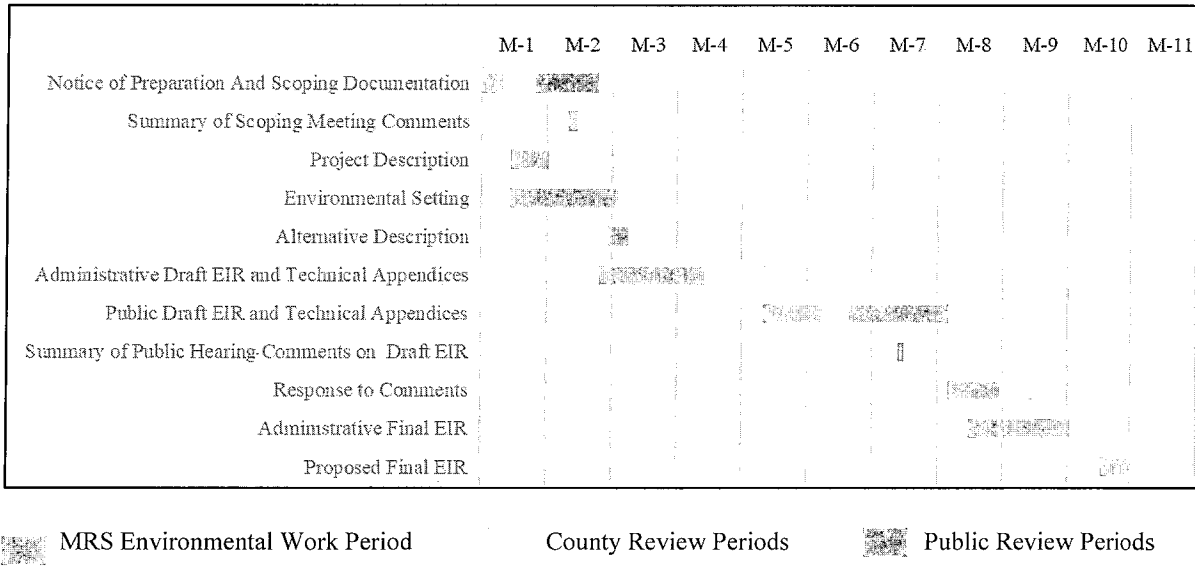 M-1 M-2 M-3 M-4 M-5 M-6 M-7 M-8 M-9 M-10 M-11
Notice of Preparation And Scoping Documentation
Summary of Scoping Meeting Comments
Project Description
Environmental Setting
Alternative Description
Administrative Draft EIR and Technical Appendices
Public Draft EIR and Technical Appendices
Summary of Public Hearing-Comments on Draft EIR
Response to Comments
Administrative Final EIR
Proposed Final EIR
MRS Environmental Work Period County Review Periods Public Review Periods